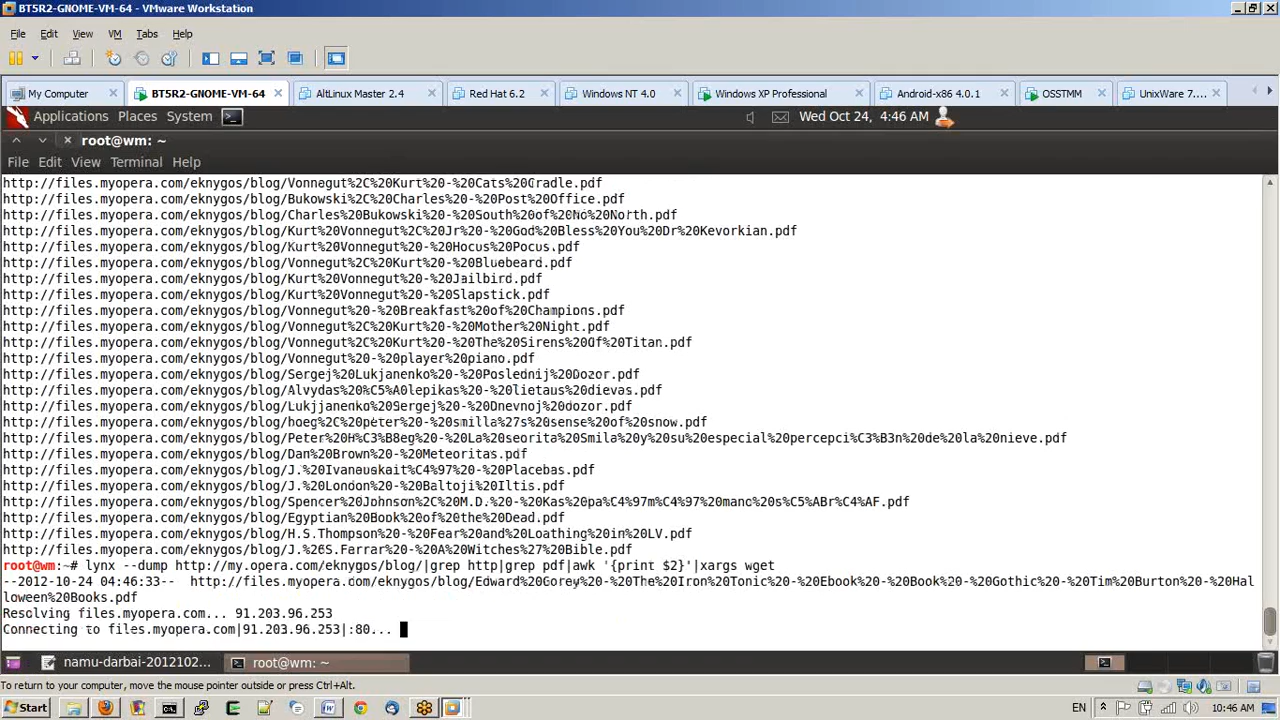 BT5R2-GNOME-VM-64 - VMware Workstation
File Edit View VM Tabs Help
My Computer BT5R2-GNOME-VM-64 AltLinux Master 2.4 Red Hat 6.2 Windows NT 4.0 Windows XP Professional Android-x86 4.0.1 OSSTMM UnixWare 7....
Applications Places System Wed Oct 24, 4:46 AM
root@wm: ~
File Edit View Terminal Help
http://files.myopera.com/eknygos/blog/Vonnegut%2C%20Kurt%20-%20Cats%20Cradle.pdf
http://files.myopera.com/eknygos/blog/Bukowski%2C%20Charles%20-%20Post%20Office.pdf
http://files.myopera.com/eknygos/blog/Charles%20Bukowski%20-%20South%20of%20No%20North.pdf
http://files.myopera.com/eknygos/blog/Kurt%20Vonnegut%2C%20Jr%20-%20God%20Bless%20You%20Dr%20Kevorkian.pdf
http://files.myopera.com/eknygos/blog/Kurt%20Vonnegut%20-%20Hocus%20Pocus.pdf
http://files.myopera.com/eknygos/blog/Vonnegut%2C%20Kurt%20-%20Bluebeard.pdf
http://files.myopera.com/eknygos/blog/Kurt%20Vonnegut%20-%20Jailbird.pdf
http://files.myopera.com/eknygos/blog/Kurt%20Vonnegut%20-%20Slapstick.pdf
http://files.myopera.com/eknygos/blog/Vonnegut%20-%20Breakfast%20of%20Champions.pdf
http://files.myopera.com/eknygos/blog/Vonnegut%2C%20Kurt%20-%20Mother%20Night.pdf
http://files.myopera.com/eknygos/blog/Vonnegut%2C%20Kurt%20-%20The%20Sirens%20Of%20Titan.pdf
http://files.myopera.com/eknygos/blog/Vonnegut%20-%20player%20piano.pdf
http://files.myopera.com/eknygos/blog/Sergej%20Lukjanenko%20-%20Poslednij%20Dozor.pdf
http://files.myopera.com/eknygos/blog/Alvydas%20%C5%A0lepikas%20-%20lietaus%20dievas.pdf
http://files.myopera.com/eknygos/blog/Lukjjanenko%20Sergej%20-%20Dnevnoj%20dozor.pdf
http://files.myopera.com/eknygos/blog/hoeg%2C%20peter%20-%20smilla%27s%20sense%20of%20snow.pdf
http://files.myopera.com/eknygos/blog/Peter%20H%C3%B8eg%20-%20La%20seorita%20Smila%20y%20su%20especial%20percepci%C3%B3n%20de%20la%20nieve.pdf
http://files.myopera.com/eknygos/blog/Dan%20Brown%20-%20Meteoritas.pdf
http://files.myopera.com/eknygos/blog/J.%20Ivanauskait%C4%97%20-%20Placebas.pdf
http://files.myopera.com/eknygos/blog/J.%20London%20-%20Baltoji%20Iltis.pdf
http://files.myopera.com/eknygos/blog/Spencer%20Johnson%2C%20M.D.%20-%20Kas%20pa%C4%97m%C4%97%20mano%20s%C5%ABr%C4%AF.pdf
http://files.myopera.com/eknygos/blog/Egyptian%20Book%20of%20the%20Dead.pdf
http://files.myopera.com/eknygos/blog/H.S.Thompson%20-%20Fear%20and%20Loathing%20in%20LV.pdf
http://files.myopera.com/eknygos/blog/J.%20S.Farrar%20-%20A%20Witches%27%20Bible.pdf
root@wm:~# lynx --dump http://my.opera.com/eknygos/blog/|grep http|grep pdf|awk '{print $2}'|xargs wget
--2012-10-24 04:46:33-- http://files.myopera.com/eknygos/blog/Edward%20Gorey%20-%20The%20Iron%20Tonic%20-%20Ebook%20-%20Book%20-%20Gothic%20-%20Tim%20Burton%20-%20Hal
loween%20Books.pdf
Resolving files.myopera.com... 91.203.96.253
Connecting to files.myopera.com|91.203.96.253|:80...
namu-darbai-2012102... root@wm: ~
To return to your computer, move the mouse pointer outside or press Ctrl+Alt.
Start EN 10:46 AM